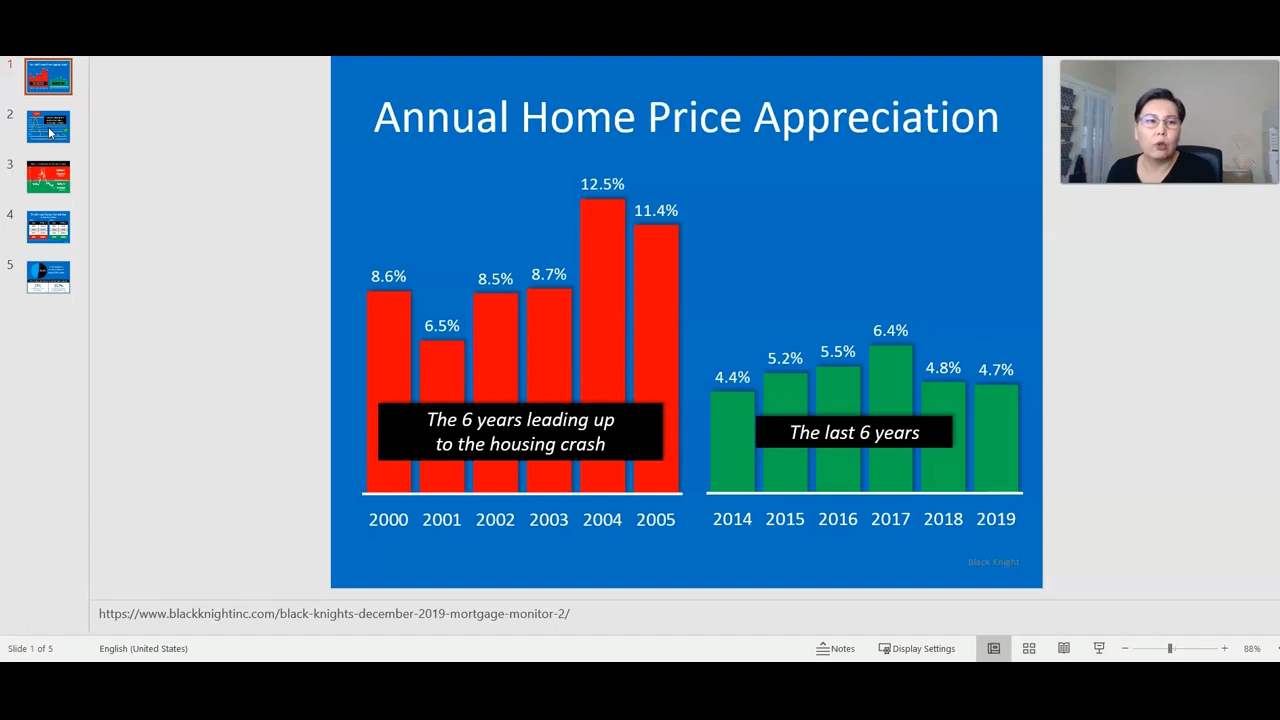 1
2
3
4
5
Annual Home Price Appreciation
8.6%
6.5%
8.5%
8.7%
12.5%
11.4%
4.4%
5.2%
5.5%
6.4%
4.8%
4.7%
The 6 years leading up
to the housing crash
The last 6 years
2000 2001 2002 2003 2004 2005
2014 2015 2016 2017 2018 2019
Black Knight
https://www.blackknightinc.com/black-knights-december-2019-mortgage-monitor-2/
Slide 1 of 5
English (United States)
Notes
Display Settings
88%